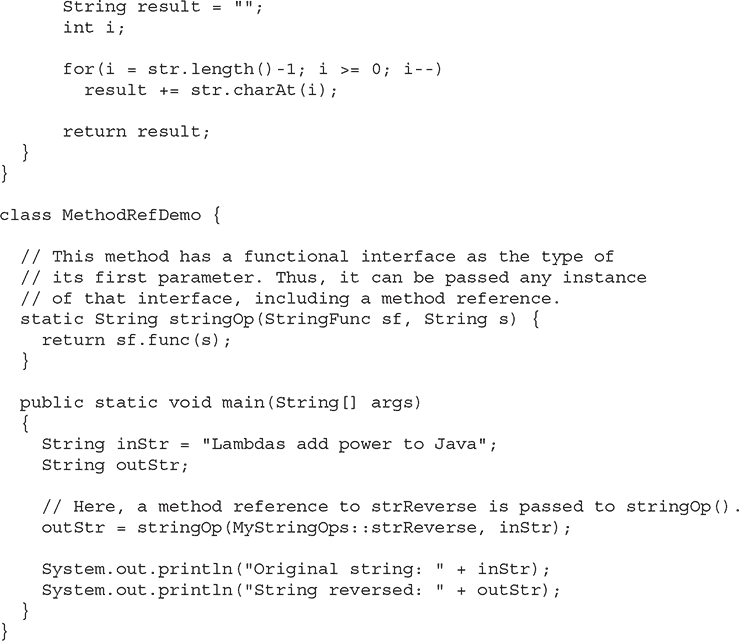 String result = "";
      int i;

      for(i = str.length()-1; i >= 0; i--)
        result += str.charAt(i);

      return result;
  }
}

class MethodRefDemo {

  // This method has a functional interface as the type of
  // its first parameter. Thus, it can be passed any instance
  // of that interface, including a method reference.
  static String stringOp(StringFunc sf, String s) {
    return sf.func(s);
  }

  public static void main(String[] args)
  {
    String inStr = "Lambdas add power to Java";
    String outStr;

    // Here, a method reference to strReverse is passed to stringOp().
    outStr = stringOp(MyStringOps::strReverse, inStr);

    System.out.println("Original string: " + inStr);
    System.out.println("String reversed: " + outStr);
  }
}